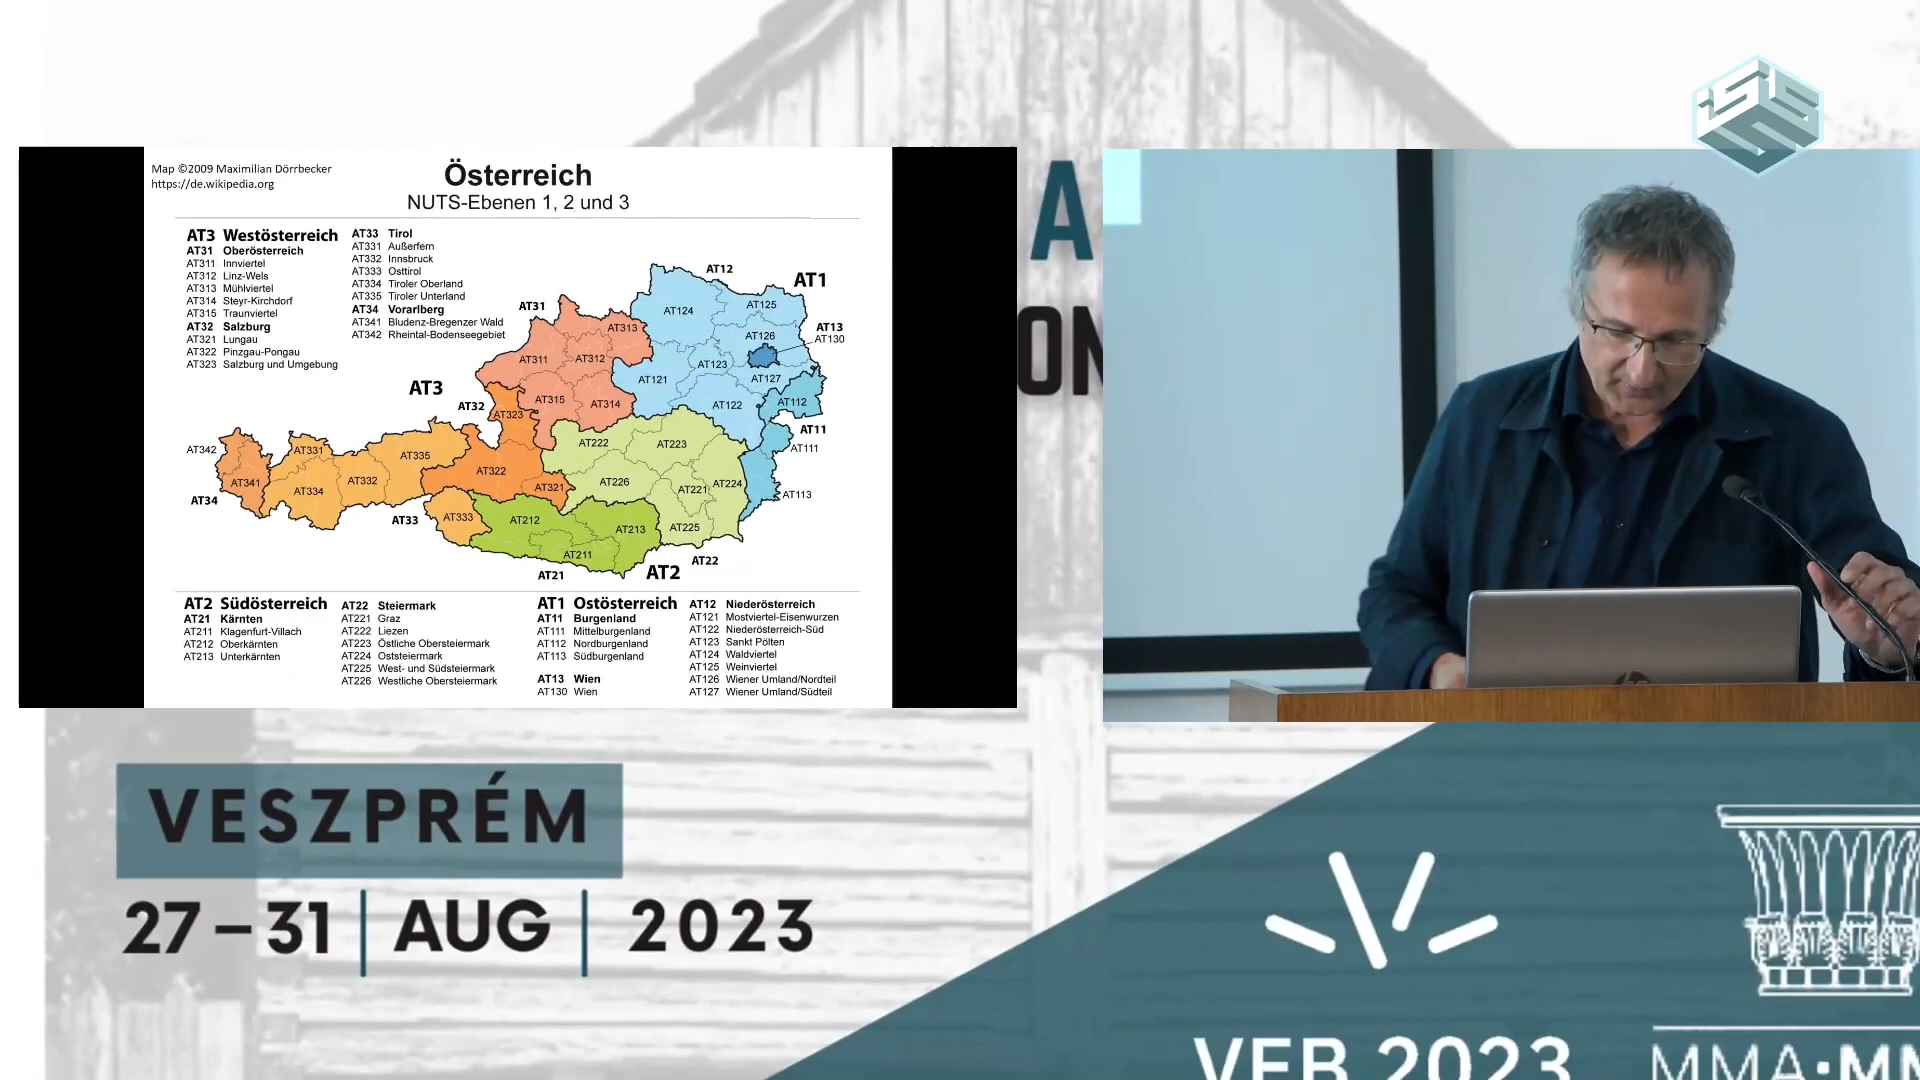 Map ©2009 Maximilian Dörrbecker
https://de.wikipedia.org
Österreich
NUTS-Ebenen 1, 2 und 3
AT3 Westösterreich
AT31 Oberösterreich
AT311 Innviertel
AT312 Linz-Wels
AT313 Mühlviertel
AT314 Steyr-Kirchdorf
AT315 Traunviertel
AT32 Salzburg
AT321 Lungau
AT322 Pinzgau-Pongau
AT323 Salzburg und Umgebung
AT33 Tirol
AT331 Außerfern
AT332 Innsbruck
AT333 Osttirol
AT334 Tiroler Oberland
AT335 Tiroler Unterland
AT34 Vorarlberg
AT341 Bludenz-Bregenzer Wald
AT342 Rheintal-Bodenseegebiet
AT12
AT1
AT31
AT124
AT125
AT313
AT126
AT13
AT130
AT311
AT312
AT123
AT121
AT127
AT3
AT315
AT314
AT122
AT112
AT32
AT323
AT11
AT222
AT223
AT111
AT342
AT331
AT335
AT322
AT341
AT334
AT332
AT321
AT226
AT221
AT224
AT113
AT34
AT33
AT333
AT212
AT213
AT225
AT211
AT22
AT21
AT2
AT2 Südösterreich
AT21 Kärnten
AT211 Klagenfurt-Villach
AT212 Oberkärnten
AT213 Unterkärnten
AT22 Steiermark
AT221 Graz
AT222 Liezen
AT223 Östliche Obersteiermark
AT224 Oststeiermark
AT225 West- und Südsteiermark
AT226 Westliche Obersteiermark
AT1 Ostösterreich
AT11 Burgenland
AT111 Mittelburgenland
AT112 Nordburgenland
AT113 Südburgenland
AT13 Wien
AT130 Wien
AT12 Niederösterreich
AT121 Mostviertel-Eisenwurzen
AT122 Niederösterreich-Süd
AT123 Sankt Pölten
AT124 Waldviertel
AT125 Weinviertel
AT126 Wiener Umland/Nordteil
AT127 Wiener Umland/Südteil
A
ON
VESZPRÉM
27–31 | AUG | 2023
VEB 2023
MMA:MM